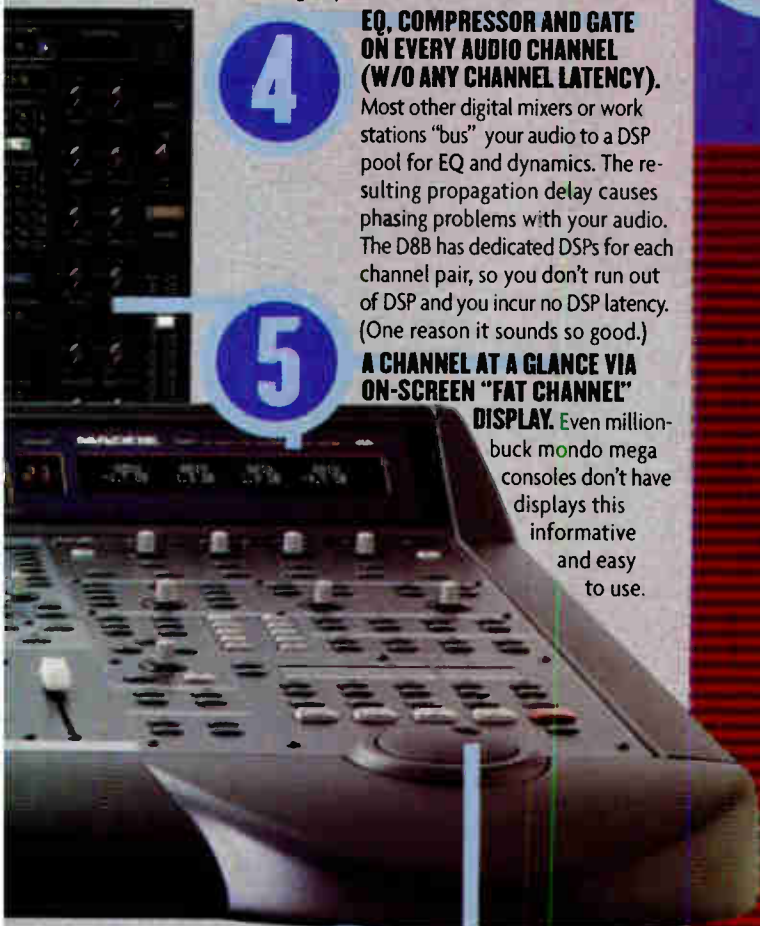 4
EQ, COMPRESSOR AND GATE
ON EVERY AUDIO CHANNEL
(W/O ANY CHANNEL LATENCY).
Most other digital mixers or work
stations "bus" your audio to a DSP
pool for EQ and dynamics. The re-
sulting propagation delay causes
phasing problems with your audio.
The D8B has dedicated DSPs for each
channel pair, so you don't run out
of DSP and you incur no DSP latency.
(One reason it sounds so good.)
5
A CHANNEL AT A GLANCE VIA
ON-SCREEN "FAT CHANNEL"
DISPLAY. Even million-
buck mondo mega
consoles don't have
displays this
informative
and easy
to use.
MACKIE